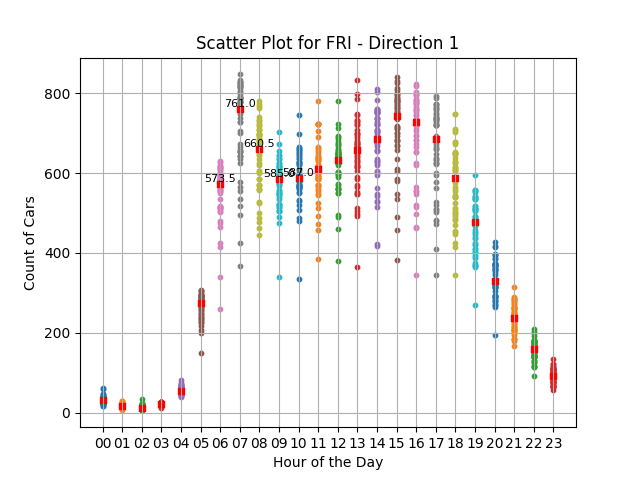 Scatter Plot for FRI - Direction 1
Count of Cars
800
600
400
200
0
761.0
660.5
573.5
585.0
587.0
00 01 02 03 04 05 06 07 08 09 10 11 12 13 14 15 16 17 18 19 20 21 22 23
Hour of the Day